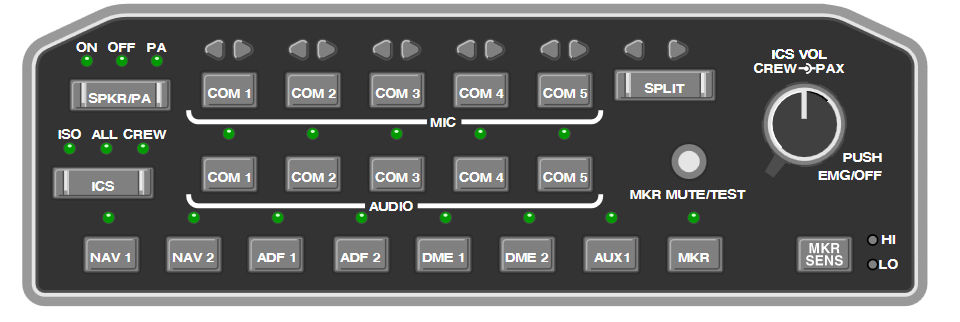 ON OFF PA
SPKR/PA
ISO ALL CREW
ICS
COM 1 COM 2 COM 3 COM 4 COM 5
MIC
SPLIT
ICS VOL
CREW PAX
PUSH
EMG/OFF
COM 1 COM 2 COM 3 COM 4 COM 5
AUDIO
MKR MUTE/TEST
NAV 1 NAV 2 ADF 1 ADF 2 DME 1 DME 2 AUX1 MKR
MKR
SENS
HI
LO